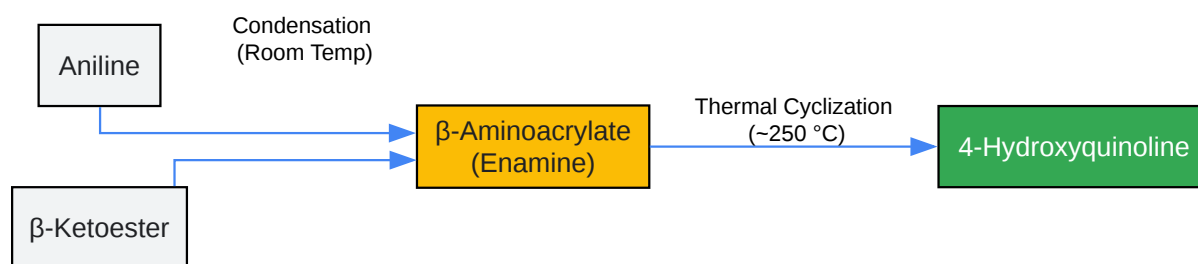 Condensation
(Room Temp)
Aniline
β-Aminoacrylate
(Enamine)
Thermal Cyclization
(~250 °C)
4-Hydroxyquinoline
β-Ketoester